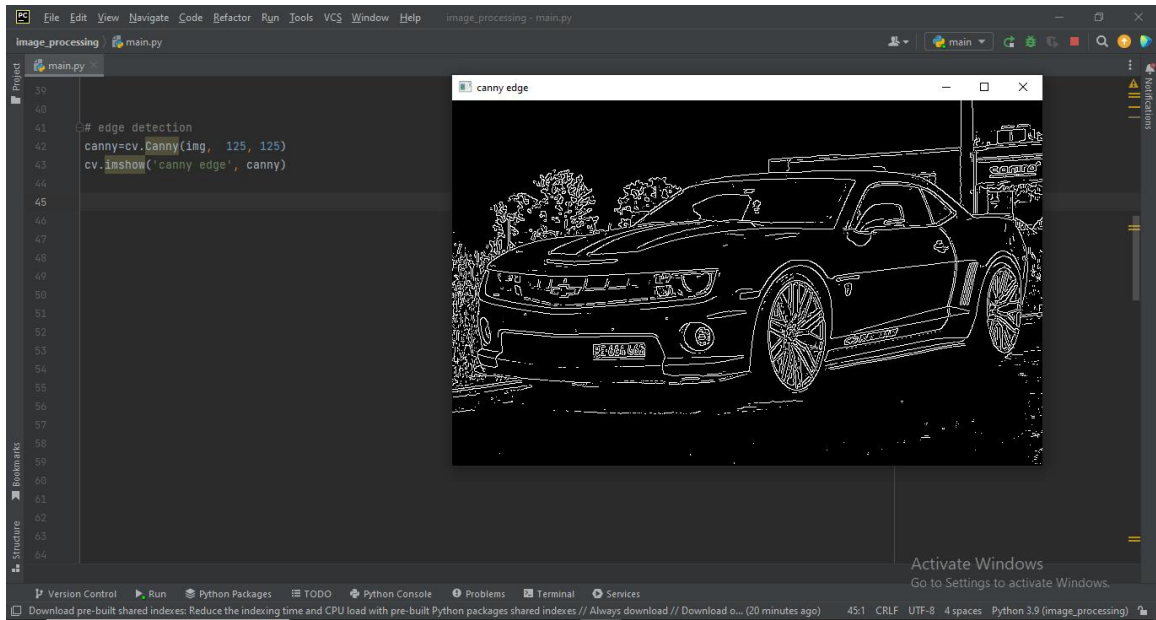 PC File Edit View Navigate Code Refactor Run Tools VCS Window Help image_processing - main.py
image_processing main.py main
main.py
Project
Notifications
canny edge
39
40
41 # edge detection
42 canny=cv.Canny(img, 125, 125)
43 cv.imshow('canny edge', canny)
44
45
46
47
48
49
50
51
52
53
54
55
56
57
58
59
60
61
62
63
64
Bookmarks
Structure
Activate Windows
Go to Settings to activate Windows.
Version Control Run Python Packages TODO Python Console Problems Terminal Services
Download pre-built shared indexes: Reduce the indexing time and CPU load with pre-built Python packages shared indexes // Always download // Download o... (20 minutes ago) 45:1 CRLF UTF-8 4 spaces Python 3.9 (image_processing)